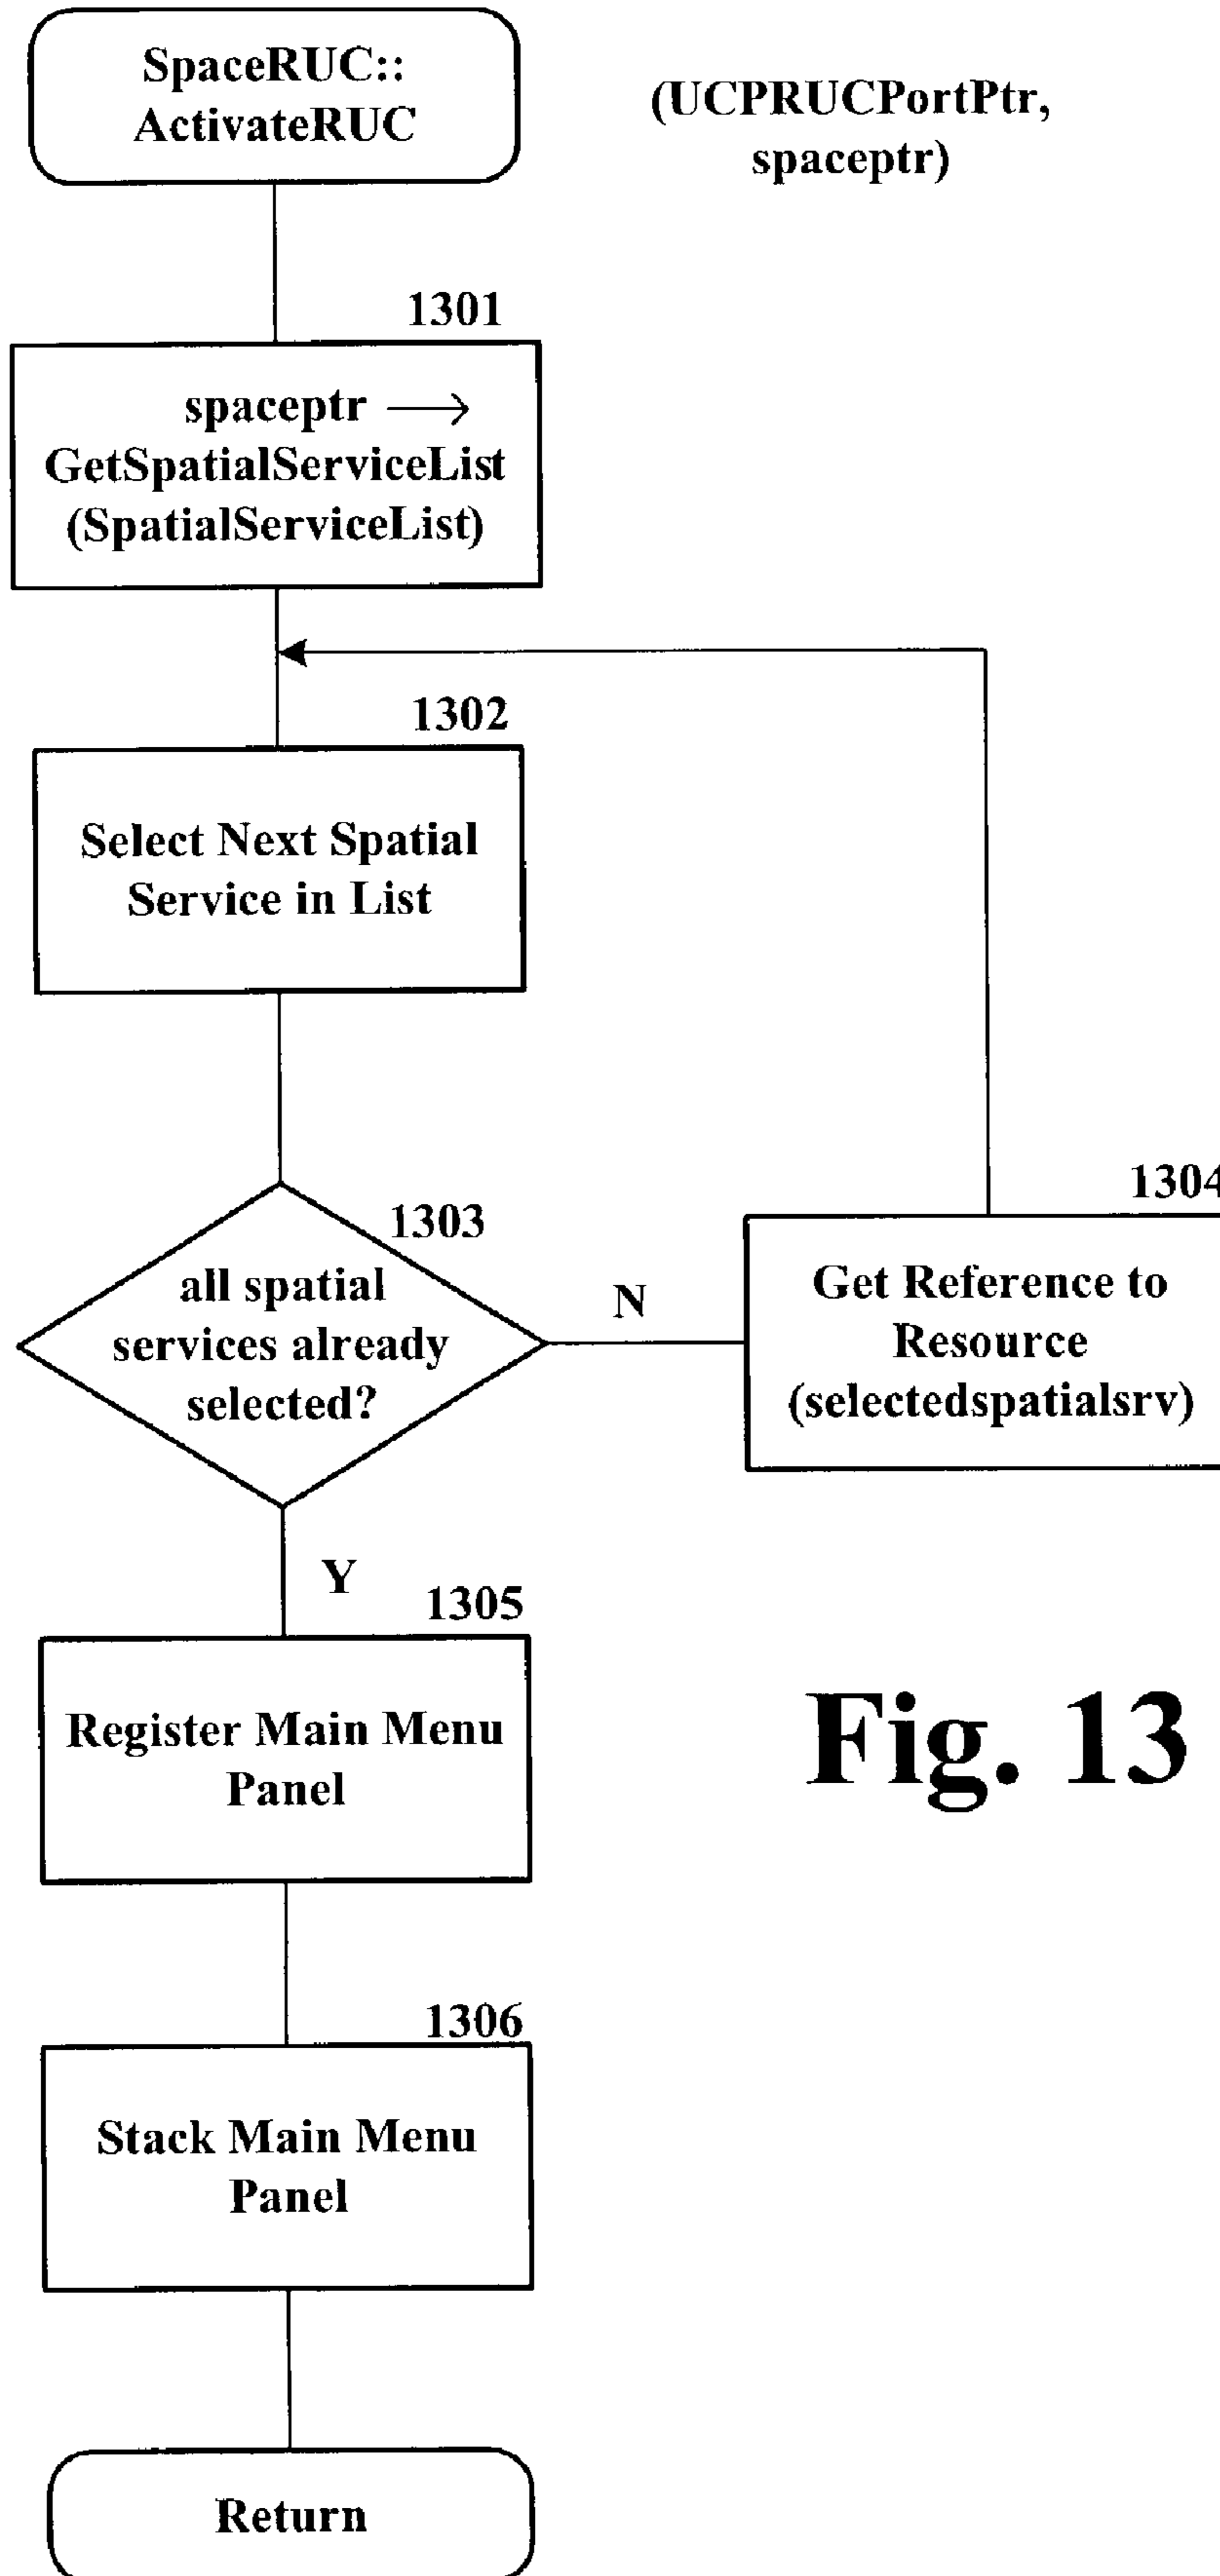 SpaceRUC::
ActivateRUC
(UCPRUCPortPtr,
spaceptr)
1301
spaceptr →
GetSpatialServiceList
(SpatialServiceList)
1302
Select Next Spatial
Service in List
1303
all spatial
services already
selected?
N
1304
Get Reference to
Resource
(selectedspatialsrv)
Y
1305
Register Main Menu
Panel
Fig. 13
1306
Stack Main Menu
Panel
Return